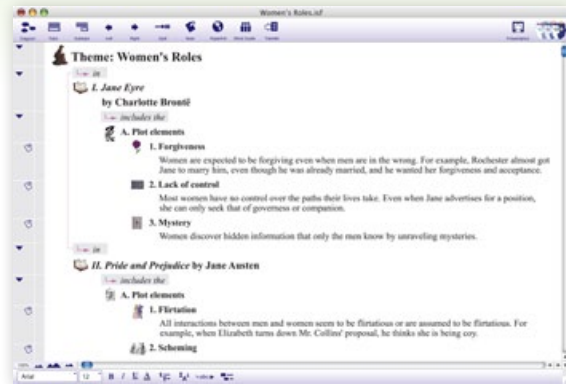 Women's Roles.isf
Theme: Women's Roles
in
I. Jane Eyre
by Charlotte Brontë
includes the
A. Plot elements
1. Forgiveness
Women are expected to be forgiving even when men are in the wrong. For example, Rochester almost got
Jane to marry him, even though he was already married, and he wanted her forgiveness and acceptance.
2. Lack of control
Most women have no control over the paths their lives take. Even when Jane advertises for a position,
she can only seek that of governess or companion.
3. Mystery
Women discover hidden information that only the men know by unraveling mysteries.
in
II. Pride and Prejudice by Jane Austen
includes the
A. Plot elements
1. Flirtation
All interactions between men and women seem to be flirtatious or are assumed to be flirtatious. For
example, when Elizabeth turns down Mr. Collins' proposal, he thinks she is being coy.
2. Scheming
Arial 12 B I U A